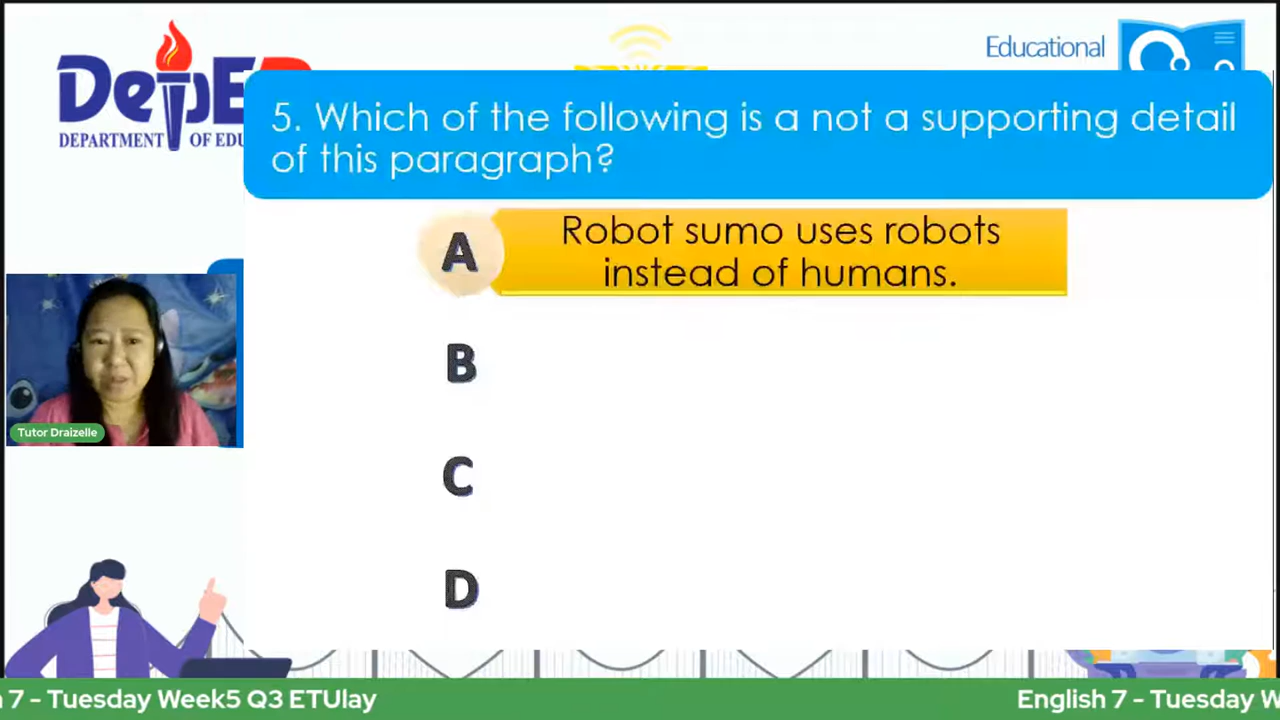 DepE
DEPARTMENT OF EDU
Educational
5. Which of the following is a not a supporting detail
of this paragraph?
A
Robot sumo uses robots
instead of humans.
B
C
D
Tutor Draizelle
7 - Tuesday Week5 Q3 ETUlay
English 7 - Tuesday W